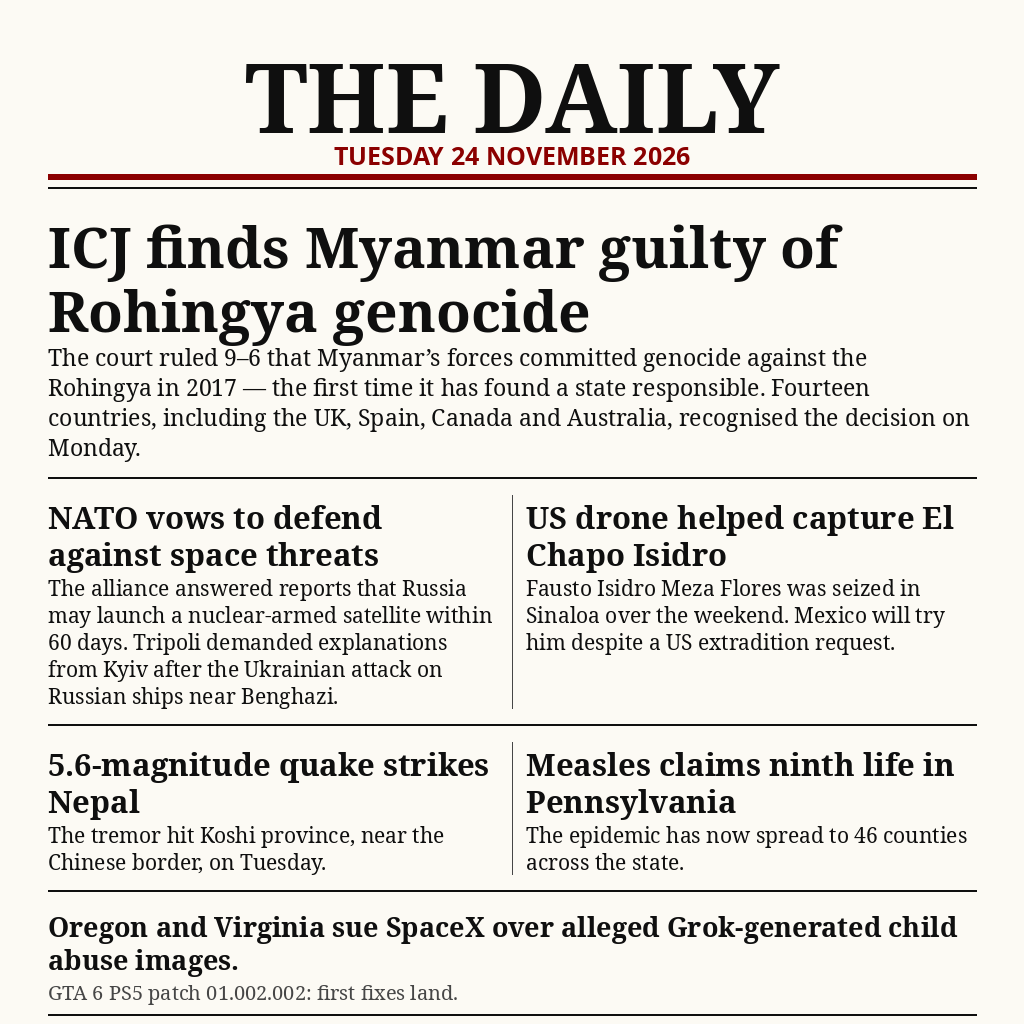 THE DAILY
TUESDAY 24 NOVEMBER 2026
ICJ finds Myanmar guilty of
Rohingya genocide
The court ruled 9–6 that Myanmar’s forces committed genocide against the
Rohingya in 2017 — the first time it has found a state responsible. Fourteen
countries, including the UK, Spain, Canada and Australia, recognised the decision on
Monday.
NATO vows to defend
against space threats
The alliance answered reports that Russia
may launch a nuclear-armed satellite within
60 days. Tripoli demanded explanations
from Kyiv after the Ukrainian attack on
Russian ships near Benghazi.
US drone helped capture El
Chapo Isidro
Fausto Isidro Meza Flores was seized in
Sinaloa over the weekend. Mexico will try
him despite a US extradition request.
5.6-magnitude quake strikes
Nepal
The tremor hit Koshi province, near the
Chinese border, on Tuesday.
Measles claims ninth life in
Pennsylvania
The epidemic has now spread to 46 counties
across the state.
Oregon and Virginia sue SpaceX over alleged Grok-generated child
abuse images.
GTA 6 PS5 patch 01.002.002: first fixes land.